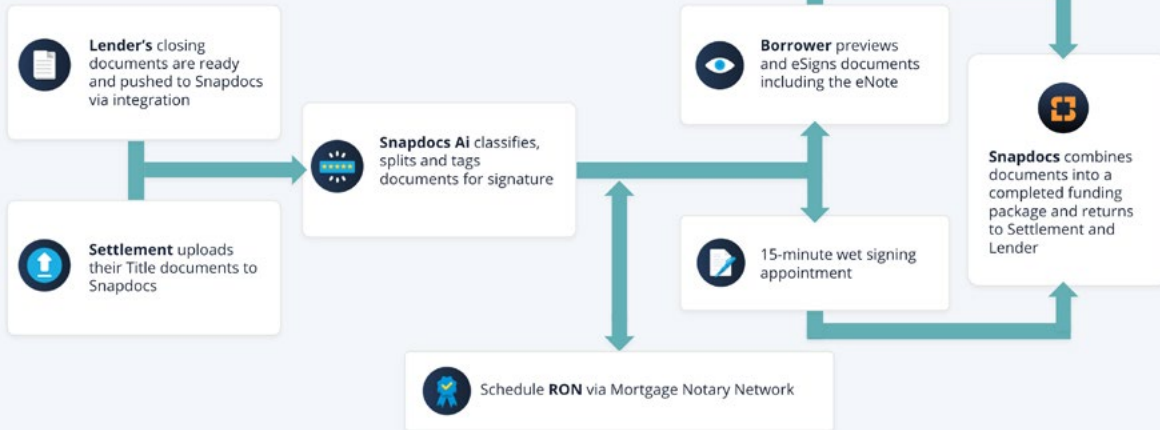 Lender's closing
documents are ready
and pushed to Snapdocs
via integration
Settlement uploads
their Title documents to
Snapdocs
Snapdocs Ai classifies,
splits and tags
documents for signature
Borrower previews
and eSigns documents
including the eNote
15-minute wet signing
appointment
Schedule RON via Mortgage Notary Network
Snapdocs combines
documents into a
completed funding
package and returns
to Settlement and
Lender